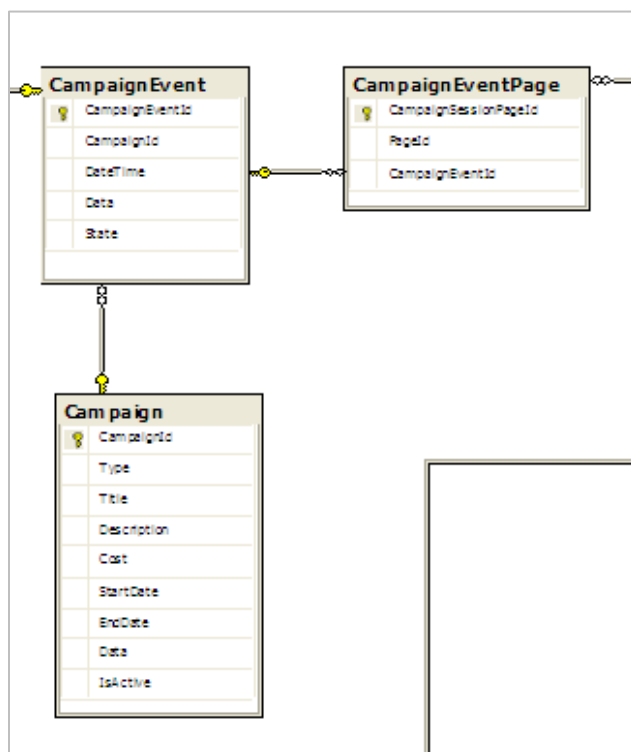 CampaignEvent
CampaignEventId
CampaignId
DateTime
Data
State
CampaignEventPage
CampaignSessionPageId
PageId
CampaignEventId
Campaign
CampaignId
Type
Title
Description
Cost
StartDate
EndDate
Data
IsActive